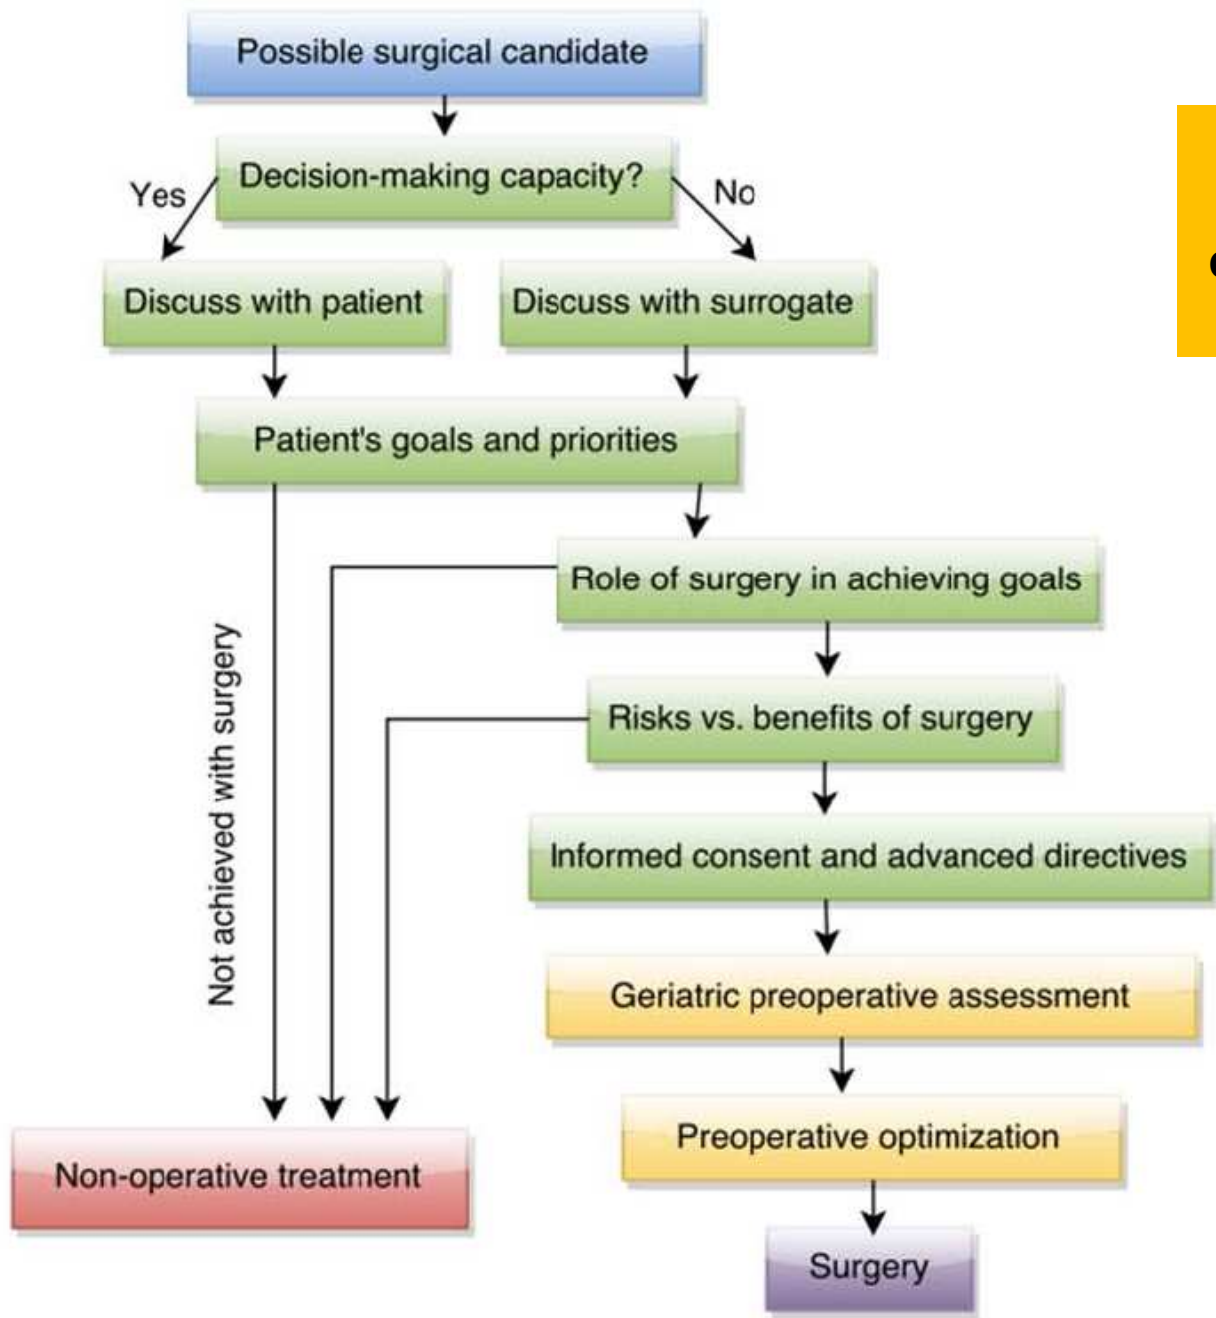 Possible surgical candidate
Decision-making capacity?
Yes
No
Discuss with patient
Discuss with surrogate
Patient's goals and priorities
Role of surgery in achieving goals
Risks vs. benefits of surgery
Not achieved with surgery
Informed consent and advanced directives
Geriatric preoperative assessment
Preoperative optimization
Non-operative treatment
Surgery